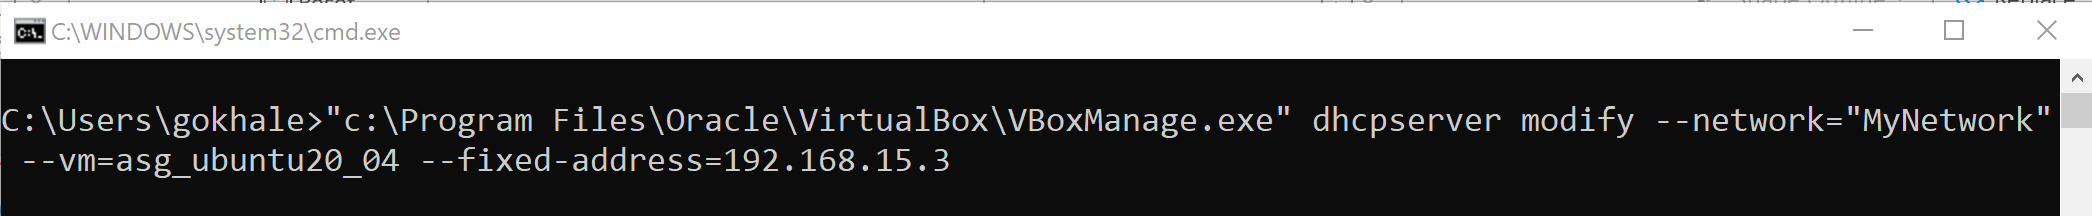 C:\WINDOWS\system32\cmd.exe
C:\Users\gokhale>"c:\Program Files\Oracle\VirtualBox\VBoxManage.exe" dhcpserver modify --network="MyNetwork"
--vm=asg_ubuntu20_04 --fixed-address=192.168.15.3